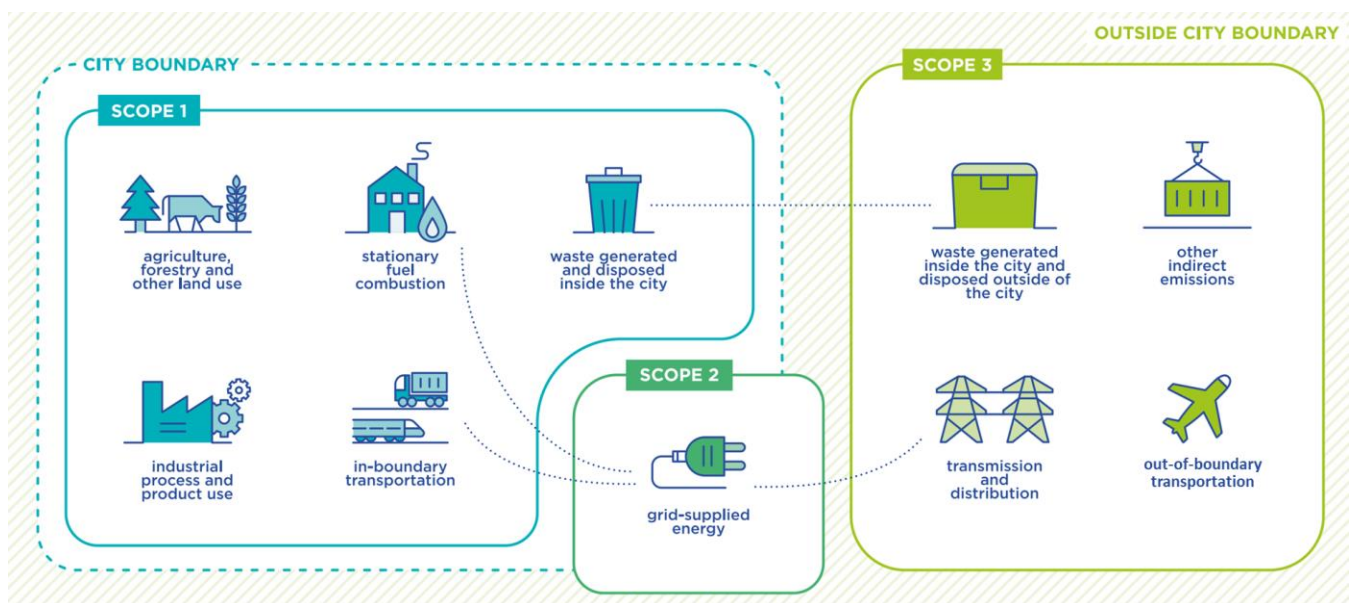 OUTSIDE CITY BOUNDARY
CITY BOUNDARY
SCOPE 1
agriculture,
forestry and
other land use
stationary
fuel
combustion
waste generated
and disposed
inside the city
industrial
process and
product use
in-boundary
transportation
SCOPE 2
grid-supplied
energy
SCOPE 3
waste generated
inside the city and
disposed outside of
the city
other
indirect
emissions
transmission
and
distribution
out-of-boundary
transportation